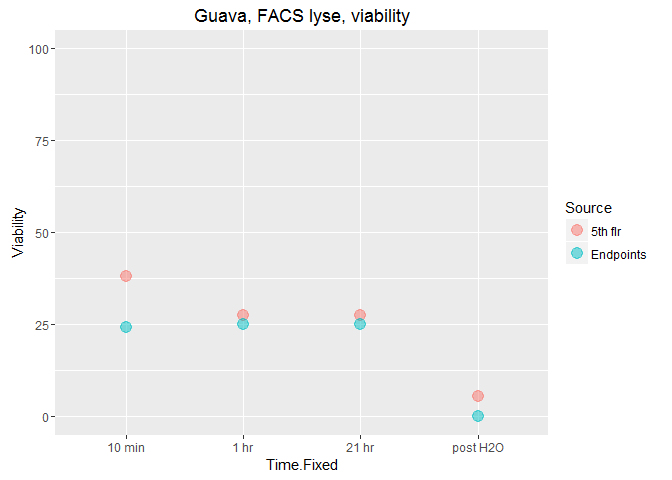 Guava, FACS lyse, viability
100
75
50
25
0
Viability
10 min
1 hr
21 hr
post H2O
Time.Fixed
Source
5th flr
Endpoints